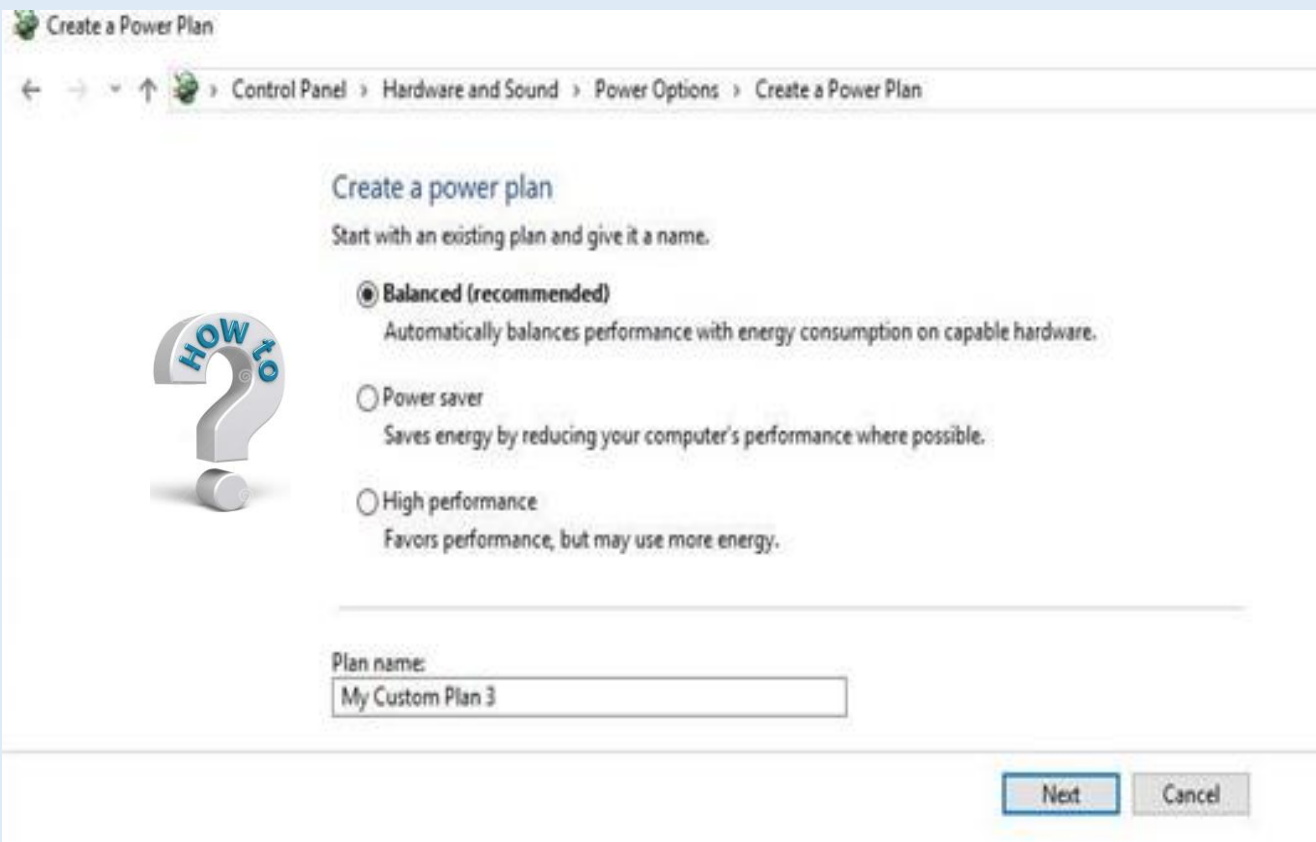 Create a Power Plan
Control Panel > Hardware and Sound > Power Options > Create a Power Plan
Create a power plan
Start with an existing plan and give it a name.
Balanced (recommended)
Automatically balances performance with energy consumption on capable hardware.
HOW to
Power saver
Saves energy by reducing your computer's performance where possible.
High performance
Favors performance, but may use more energy.
Plan name:
My Custom Plan 3
Next Cancel